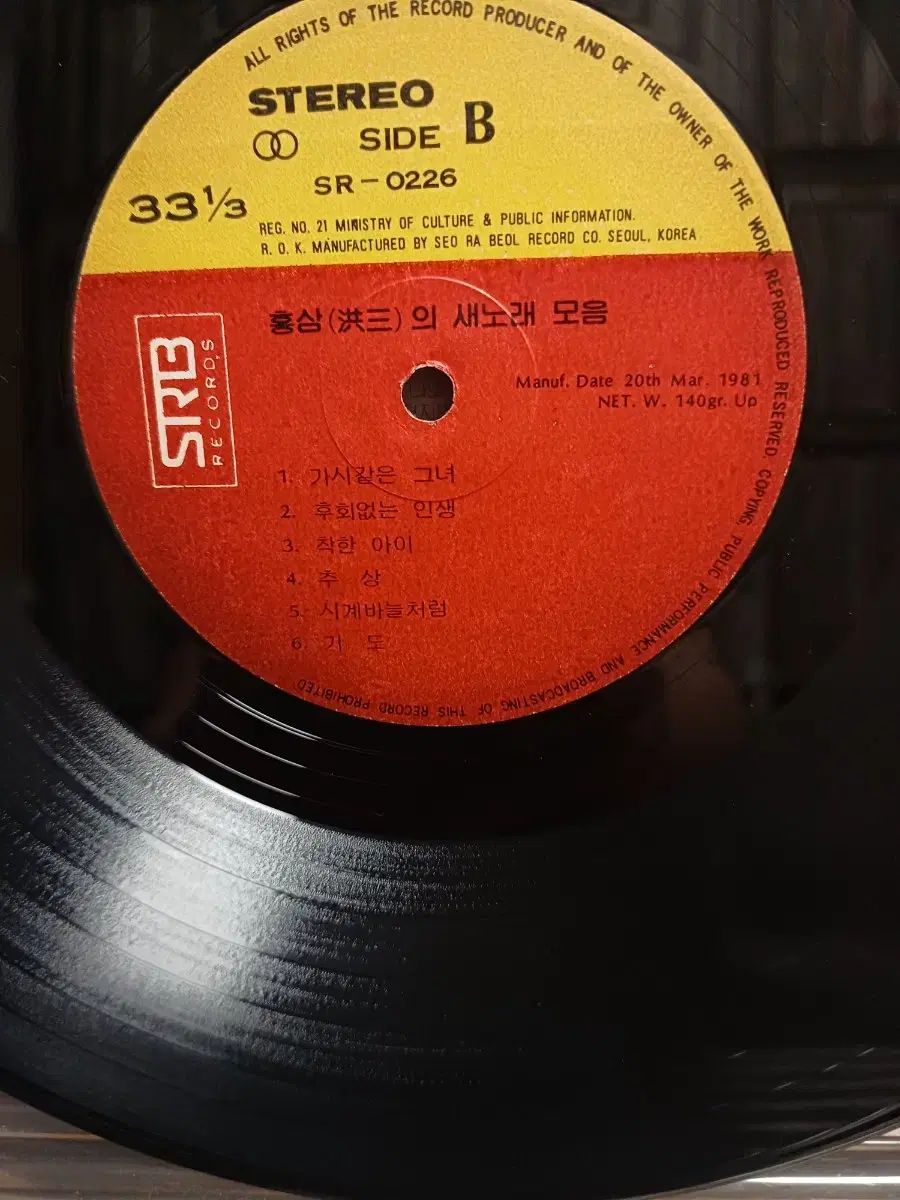 ALL RIGHTS OF THE RECORD PRODUCER AND OF THE OWNER OF THE WORK REPRODUCED RESERVED. COPYING, PUBLIC PERFORMANCE AND BROADCASTING OF THIS RECORD PROHIBITED
STEREO
SIDE B
SR-0226
33 1/3
REG. NO. 21 MINISTRY OF CULTURE & PUBLIC INFORMATION.
R. O. K. MANUFACTURED BY SEO RA BEOL RECORD CO. SEOUL, KOREA
SRB
RECORDS
홍삼(洪三)의 새노래 모음
Manuf. Date 20th Mar. 1981
NET. W. 140gr. Up
1. 가시같은 그녀
2. 후회없는 인생
3. 착한 아이
4. 추 상
5. 시계바늘처럼
6. 기 도